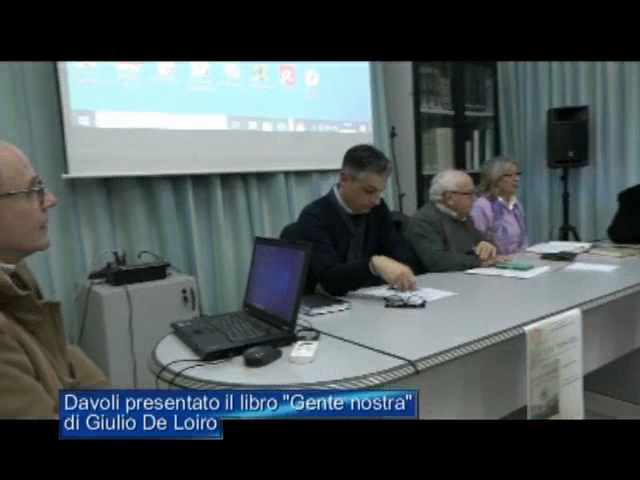 Davoli presentato il libro "Gente nostra"
di Giulio De Loiro